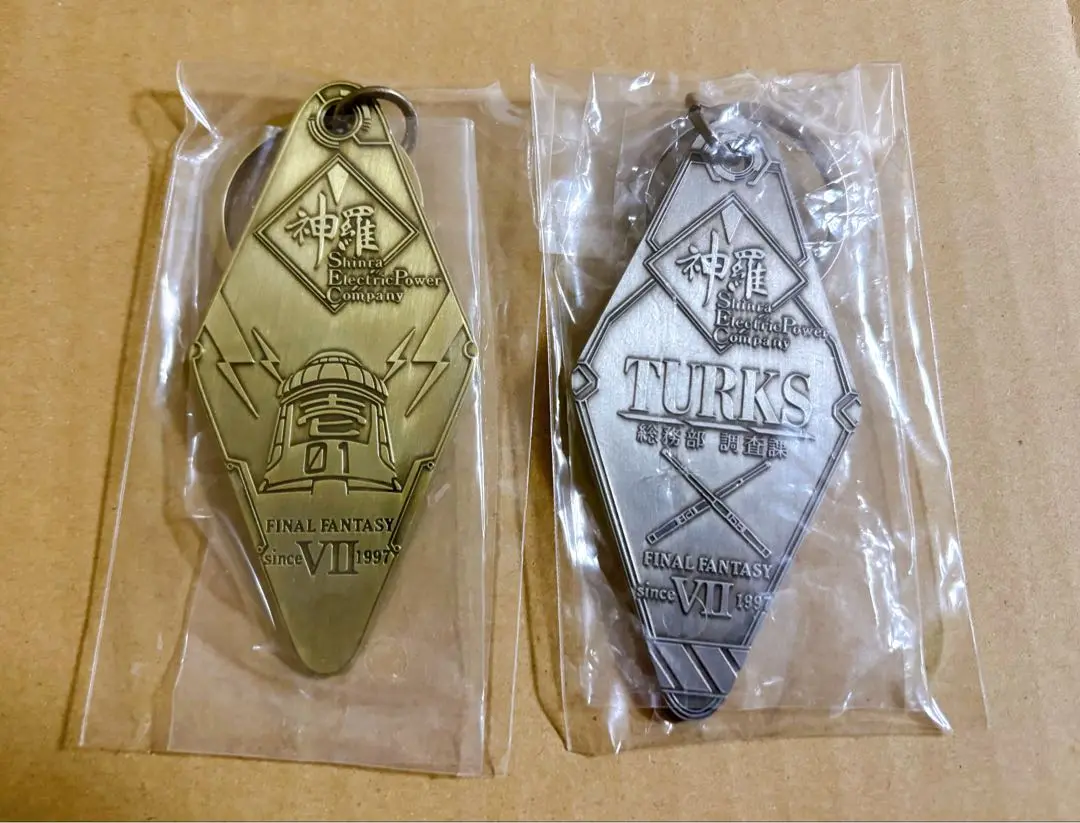 神羅
Shinra
ElectricPower
Company
壱
01
FINAL FANTASY
since VII 1997
神羅
Shinra
ElectricPower
Company
TURKS
総務部 調査課
FINAL FANTASY
since VII 1997